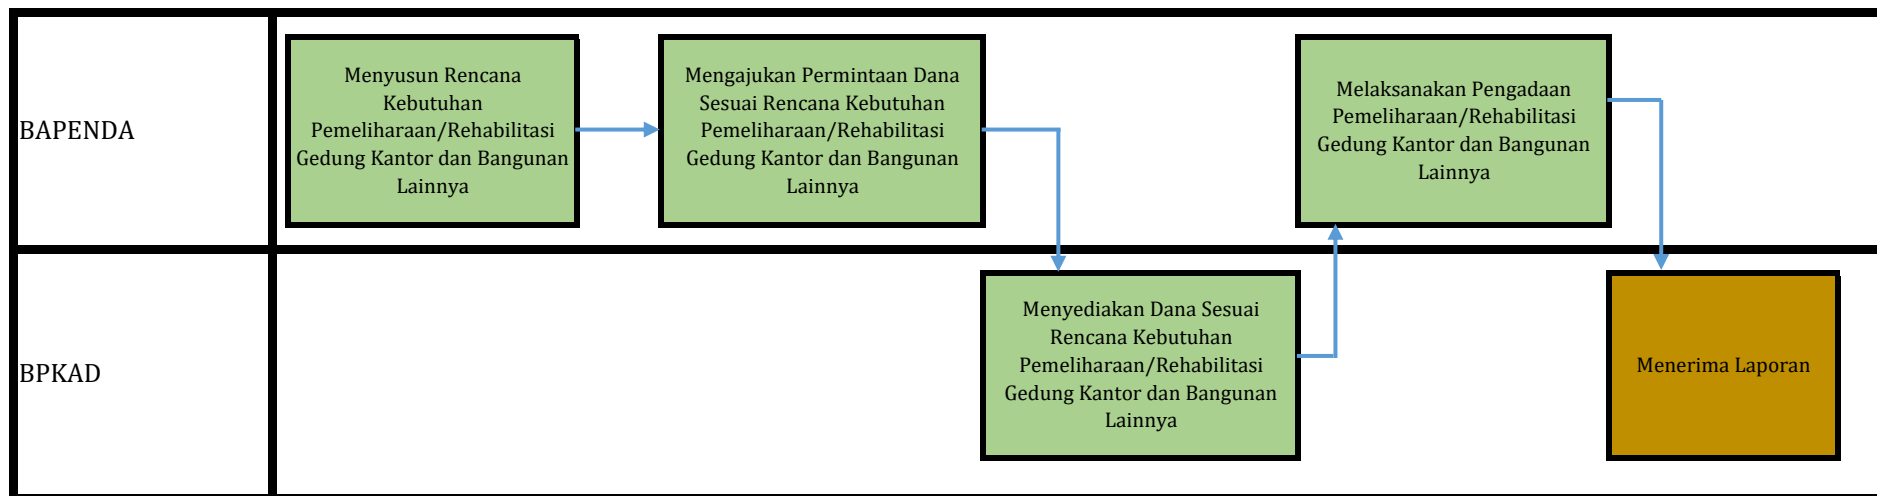 BAPENDA
Menyusun Rencana
Kebutuhan
Pemeliharaan/Rehabilitasi
Gedung Kantor dan Bangunan
Lainnya
Mengajukan Permintaan Dana
Sesuai Rencana Kebutuhan
Pemeliharaan/Rehabilitasi
Gedung Kantor dan Bangunan
Lainnya
Melaksanakan Pengadaan
Pemeliharaan/Rehabilitasi
Gedung Kantor dan Bangunan
Lainnya
BPKAD
Menyediakan Dana Sesuai
Rencana Kebutuhan
Pemeliharaan/Rehabilitasi
Gedung Kantor dan Bangunan
Lainnya
Menerima Laporan